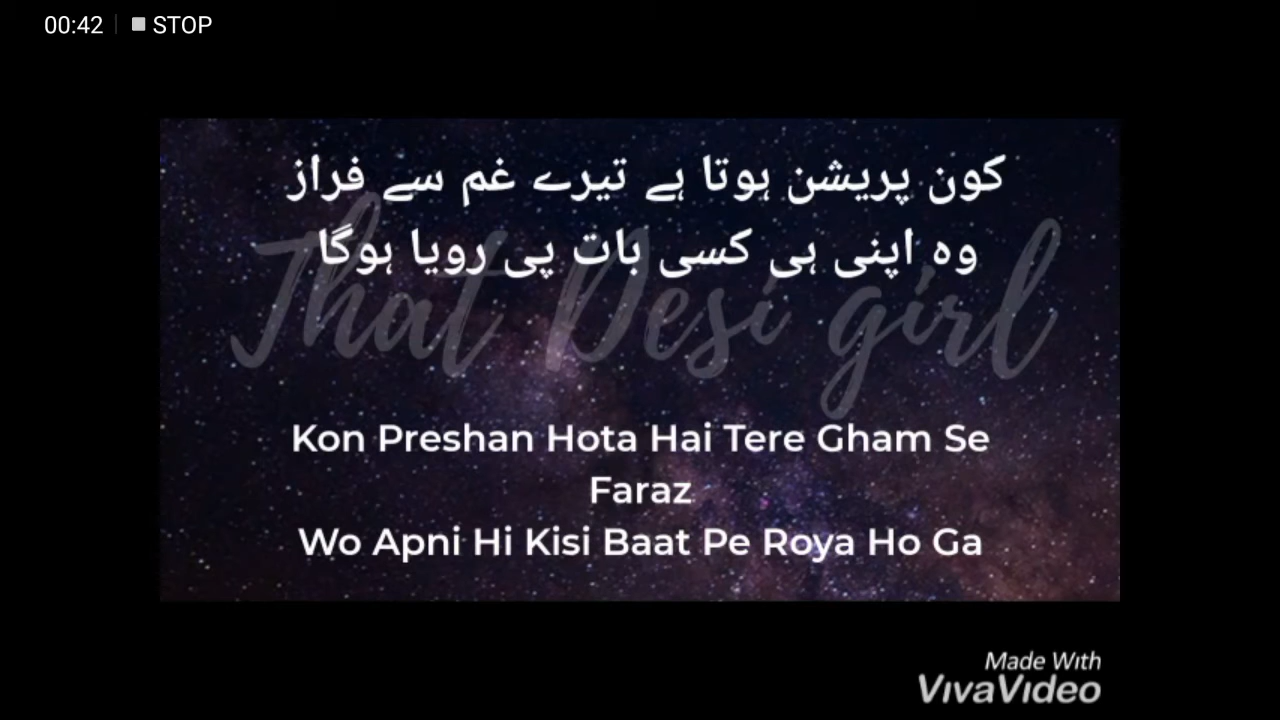 00:42 STOP
کون پریشن ہوتا ہے تیرے غم سے فراز
وہ اپنی ہی کسی بات پی رویا ہوگا
That Desi girl
Kon Preshan Hota Hai Tere Gham Se
Faraz
Wo Apni Hi Kisi Baat Pe Roya Ho Ga
Made With
VivaVideo